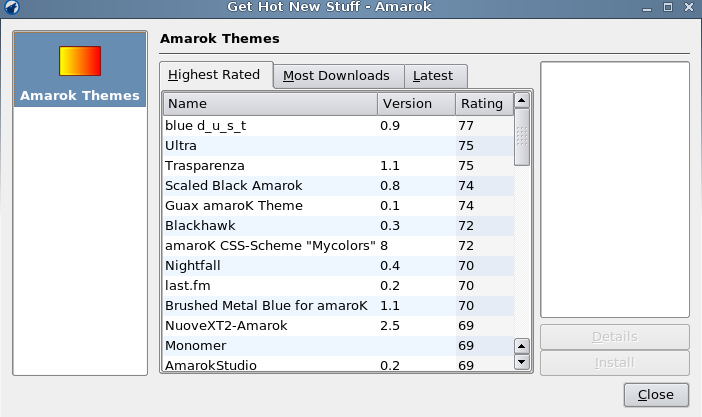 Get Hot New Stuff - Amarok
Amarok Themes
Amarok Themes
Highest Rated Most Downloads Latest
Name Version Rating
blue d_u_s_t 0.9 77
Ultra 75
Trasparenza 1.1 75
Scaled Black Amarok 0.8 74
Guax amaroK Theme 0.1 74
Blackhawk 0.3 72
amaroK CSS-Scheme "Mycolors" 8 72
Nightfall 0.4 70
last.fm 0.2 70
Brushed Metal Blue for amaroK 1.1 70
NuoveXT2-Amarok 2.5 69
Monomer 69
AmarokStudio 0.2 69
Details
Install
Close